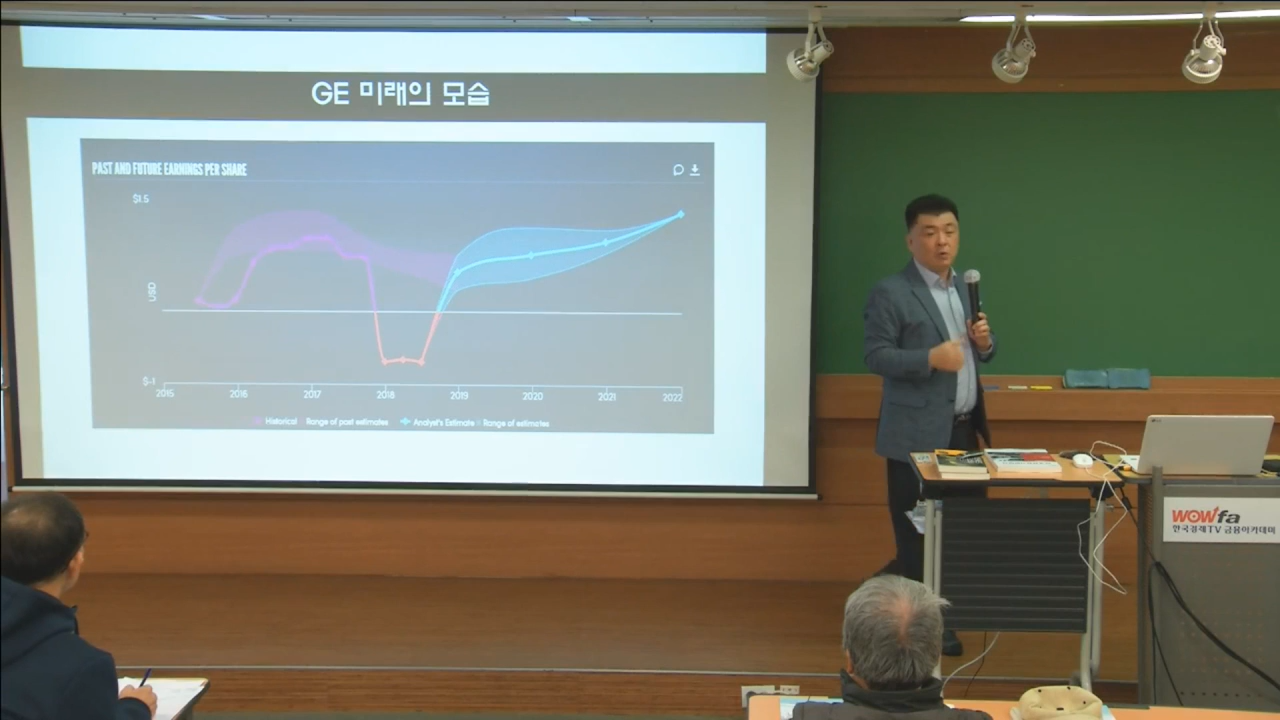 GE 미래의 모습
PAST AND FUTURE EARNINGS PER SHARE
$1.5
USD
$-1
2015 2016 2017 2018 2019 2020 2021 2022
Historical Range of past estimates Analyst's Estimate Range of estimates
WOWfa
한국경제TV 금융아카데미